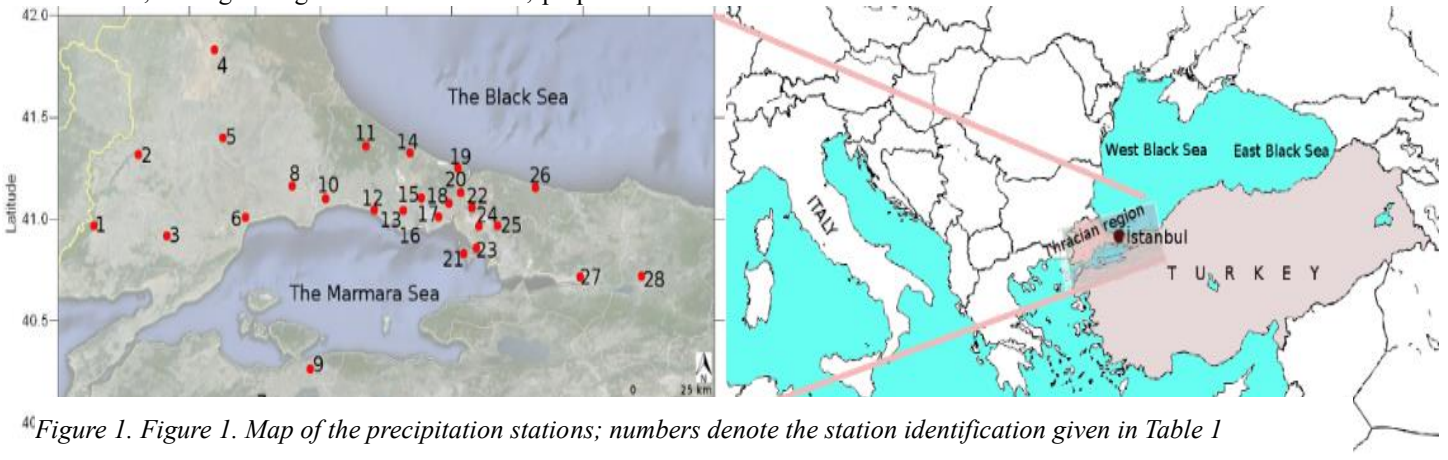 42.0
4
The Black Sea
41.5
11
14
5
2
19
8
20
26
10
12
15
18
22
13
17
24
25
41.0
1
6
3
16
23
21
27
28
The Marmara Sea
40.5
9
N
0 25 km
Latitude
West Black Sea
East Black Sea
ITALY
Thracian region
İstanbul
T U R K E Y
Figure 1. Figure 1. Map of the precipitation stations; numbers denote the station identification given in Table 1